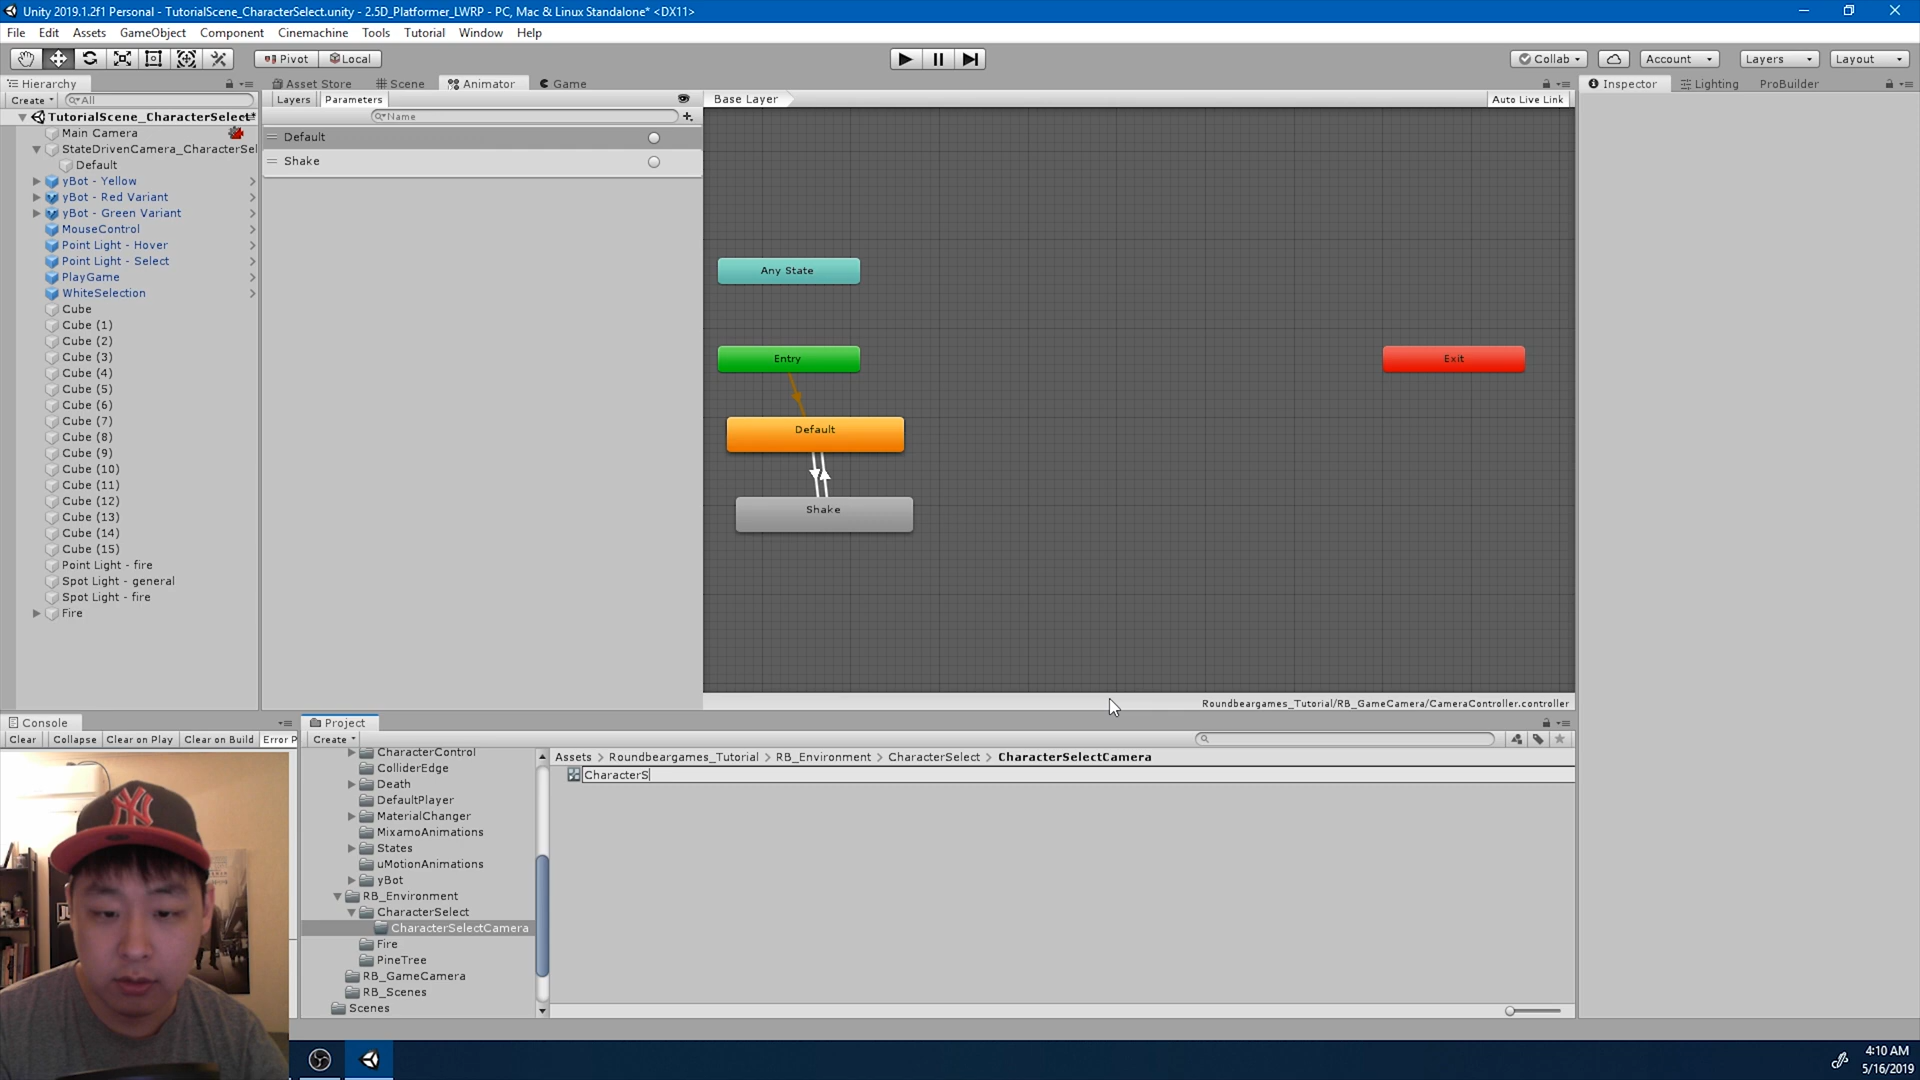 Unity 2019.1.2f1 Personal - TutorialScene_CharacterSelect.unity - 2.5D_Platformer_LWRP - PC, Mac & Linux Standalone* <DX11>
File Edit Assets GameObject Component Cinemachine Tools Tutorial Window Help
Pivot Local Collab Account Layers Layout
Hierarchy Asset Store Scene Animator Game Inspector Lighting ProBuilder
Create All Layers Parameters Base Layer Auto Live Link
Name
TutorialScene_CharacterSelect*
Main Camera
StateDrivenCamera_CharacterSel
Default
yBot - Yellow
yBot - Red Variant
yBot - Green Variant
MouseControl
Point Light - Hover
Point Light - Select
PlayGame
WhiteSelection
Cube
Cube (1)
Cube (2)
Cube (3)
Cube (4)
Cube (5)
Cube (6)
Cube (7)
Cube (8)
Cube (9)
Cube (10)
Cube (11)
Cube (12)
Cube (13)
Cube (14)
Cube (15)
Point Light - fire
Spot Light - general
Spot Light - fire
Fire
Default
Shake
Any State
Entry
Exit
Default
Shake
Roundbeargames_Tutorial/RB_GameCamera/CameraController.controller
Console Project
Clear Collapse Clear on Play Clear on Build Error P Create
CharacterControl
ColliderEdge
Death
DefaultPlayer
MaterialChanger
MixamoAnimations
States
uMotionAnimations
yBot
RB_Environment
CharacterSelect
CharacterSelectCamera
Fire
PineTree
RB_GameCamera
RB_Scenes
Scenes
Assets > Roundbeargames_Tutorial > RB_Environment > CharacterSelect > CharacterSelectCamera
CharacterS
4:10 AM
5/16/2019